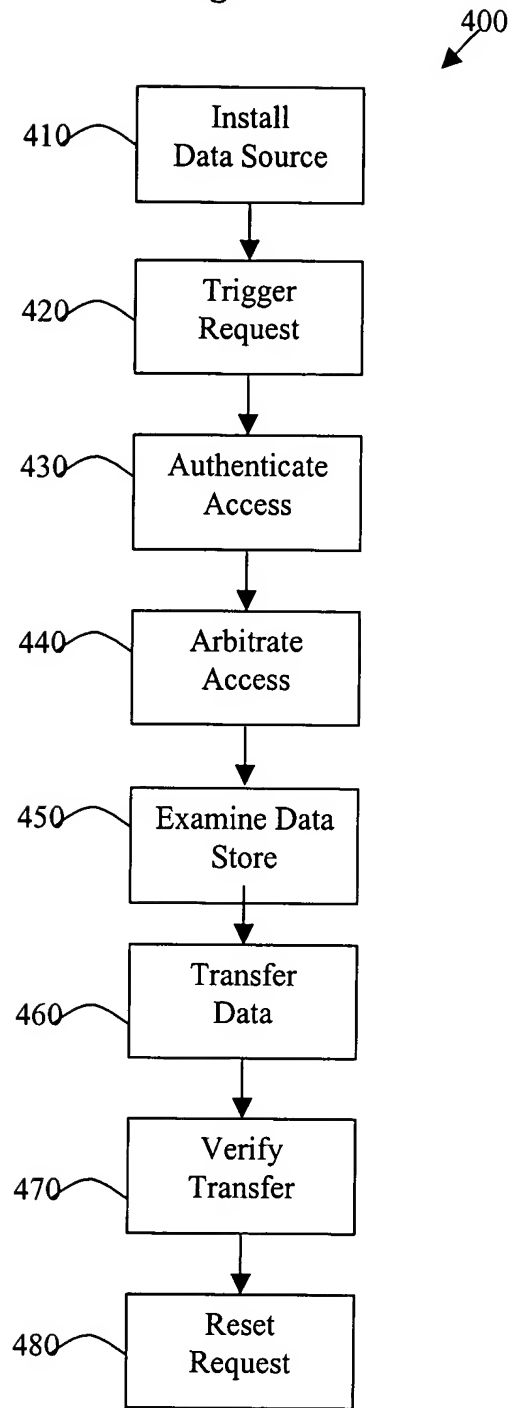 400
410
Install
Data Source
420
Trigger
Request
430
Authenticate
Access
440
Arbitrate
Access
450
Examine Data
Store
460
Transfer
Data
470
Verify
Transfer
480
Reset
Request